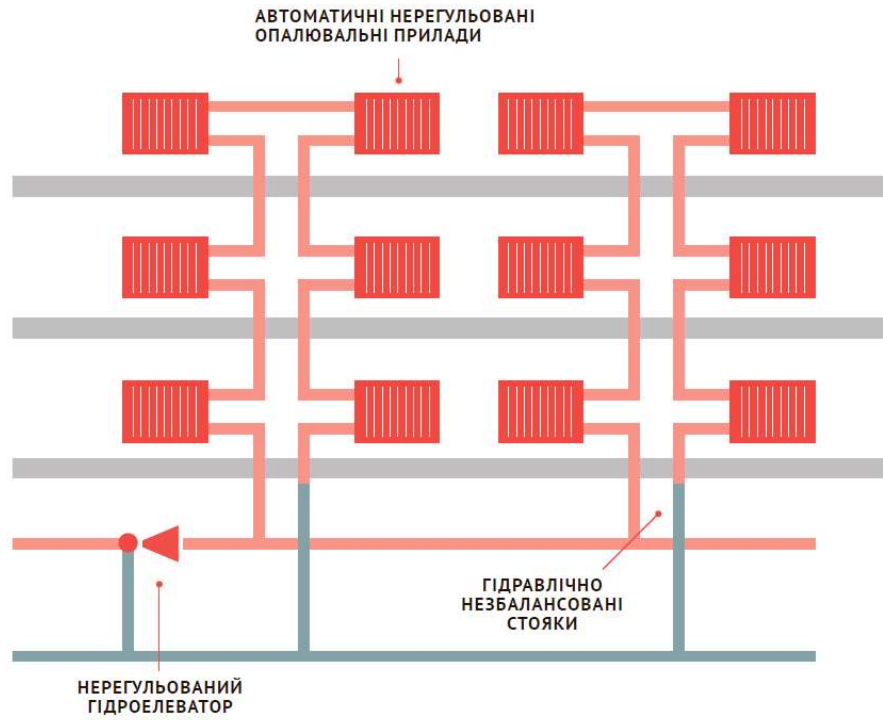 АВТОМАТИЧНІ НЕРЕГУЛЬОВАНІ
ОПАЛЮВАЛЬНІ ПРИЛАДИ
ГІДРАВЛІЧНО
НЕЗБАЛАНСОВАНІ
СТОЯКИ
НЕРЕГУЛЬОВАНИЙ
ГІДРОЕЛЕВАТОР